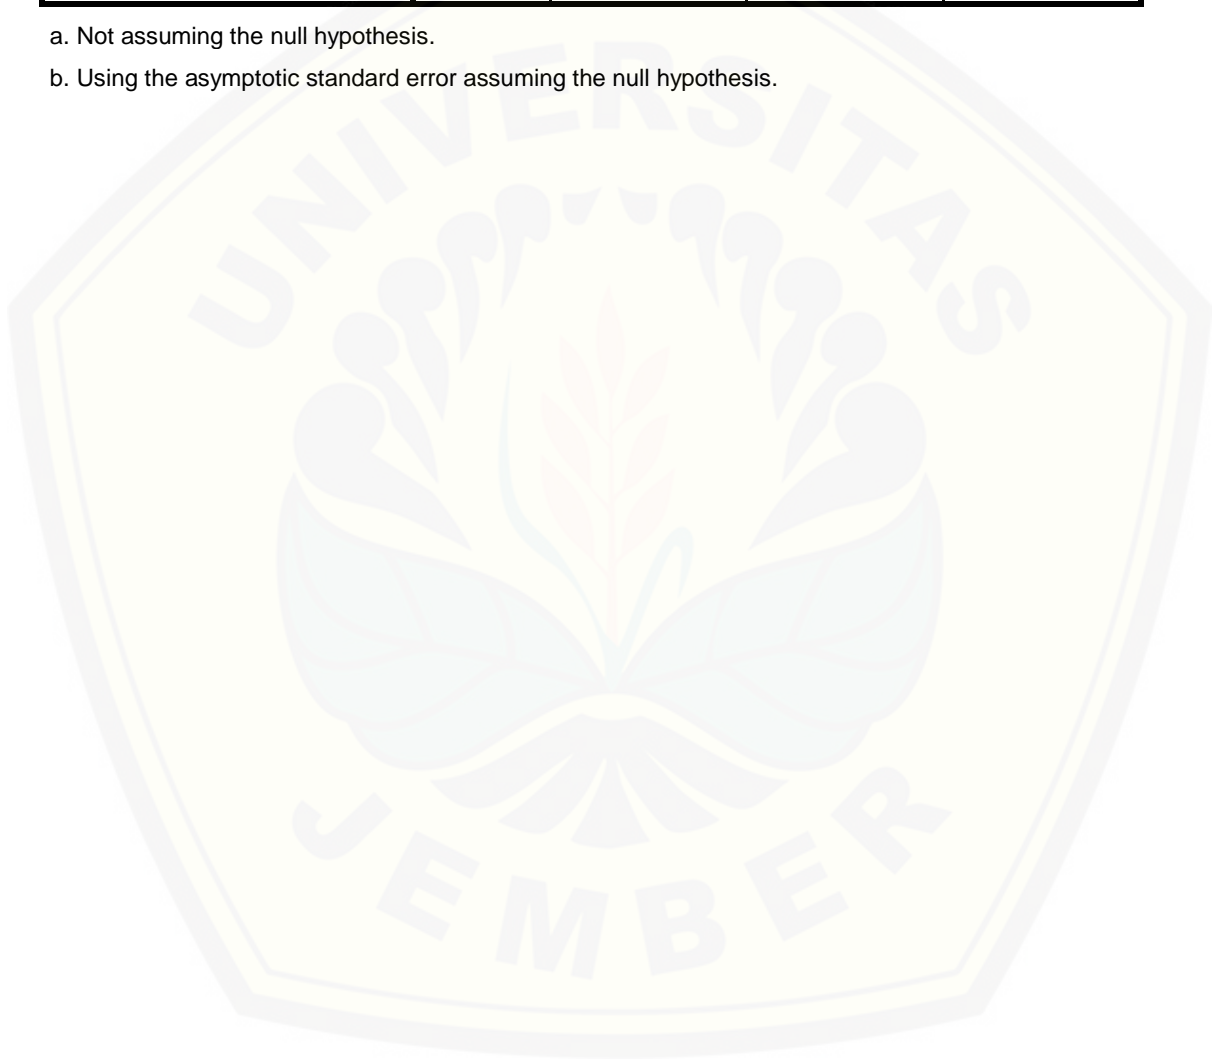 a. Not assuming the null hypothesis.
b. Using the asymptotic standard error assuming the null hypothesis.
UNIVERSITAS
JEMBER